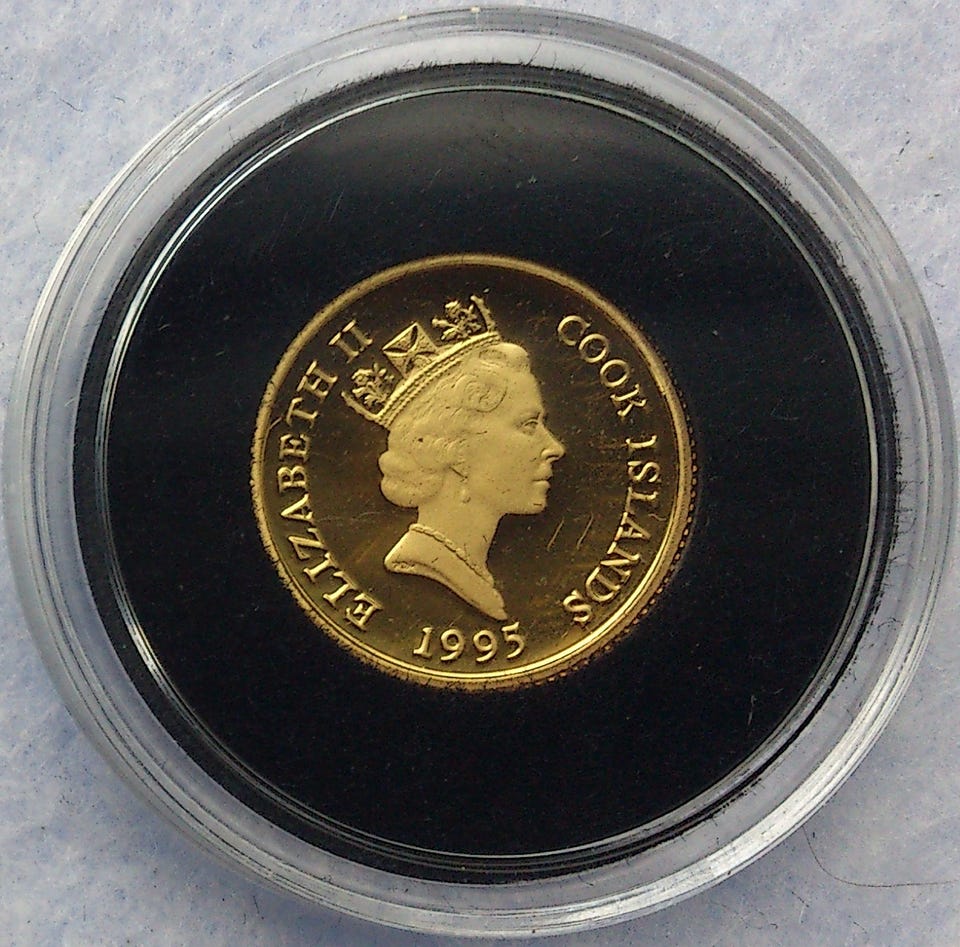 ELIZABETH II
COOK ISLANDS
1995